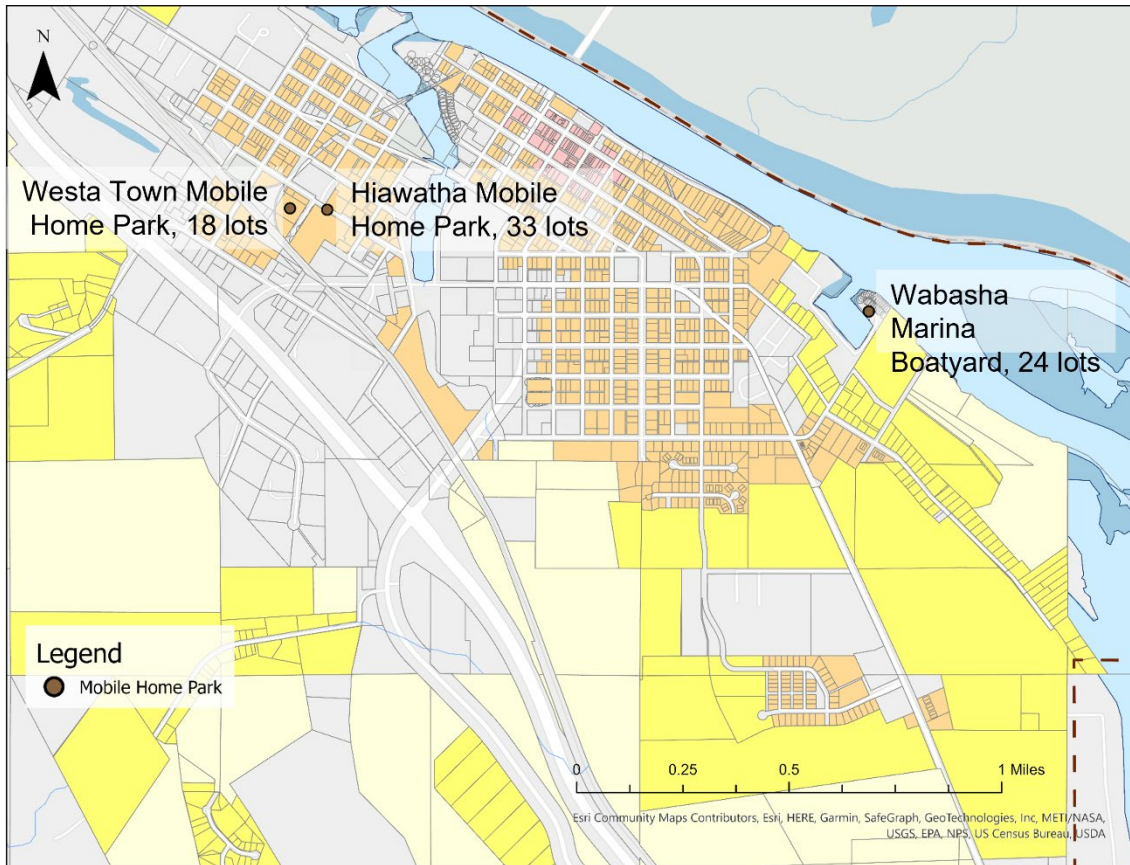 N
Westa Town Mobile
Home Park, 18 lots
Hiawatha Mobile
Home Park, 33 lots
Wabasha
Marina
Boatyard, 24 lots
Legend
Mobile Home Park
0 0.25 0.5 1 Miles
Esri Community Maps Contributors, Esri, HERE, Garmin, SafeGraph, GeoTechnologies, Inc, METI/NASA,
USGS, EPA, NPS, US Census Bureau, USDA